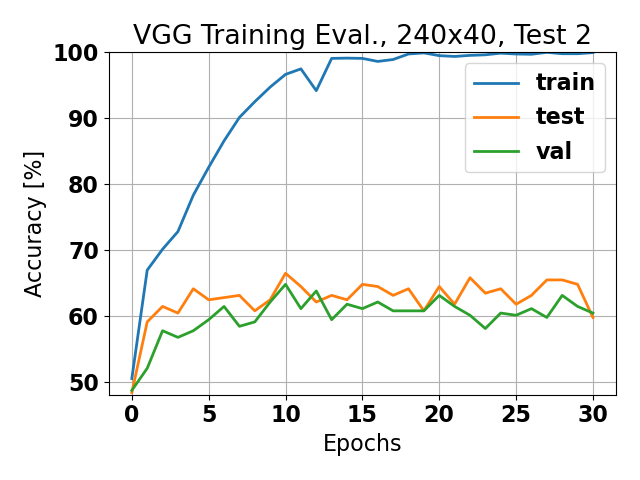 VGG Training Eval., 240x40, Test 2
100
90
80
70
60
50
Accuracy [%]
train
test
val
0 5 10 15 20 25 30
Epochs